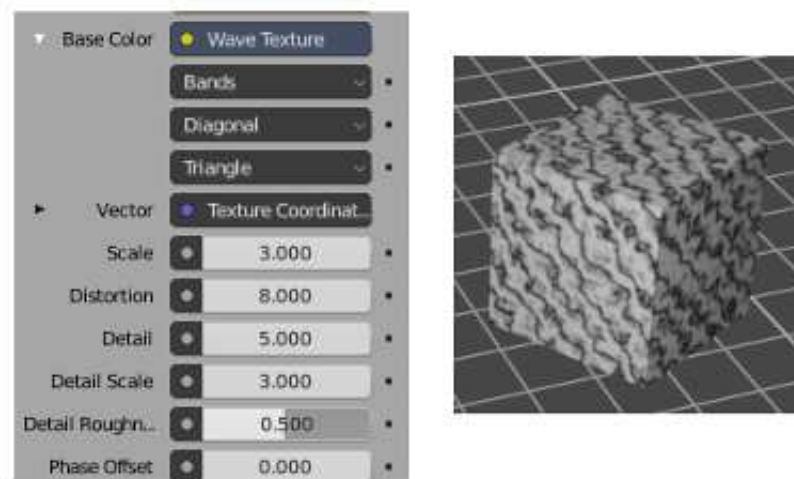 Base Color Wave Texture
Bands
Diagonal
Triangle
Vector Texture Coordinat...
Scale 3.000
Distortion 8.000
Detail 5.000
Detail Scale 3.000
Detail Roughn... 0.500
Phase Offset 0.000